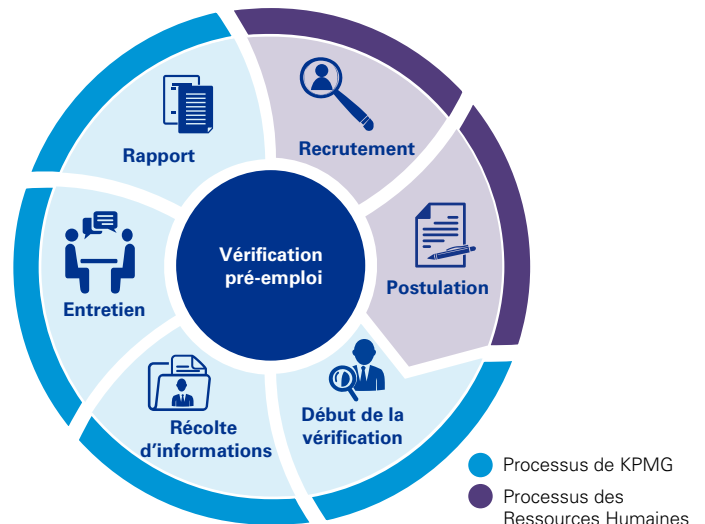 Rapport
Recrutement
Vérification
pré-emploi
Postulation
Entretien
Récolte
d'informations
Début de la
vérification
Processus de KPMG
Processus des
Ressources Humaines